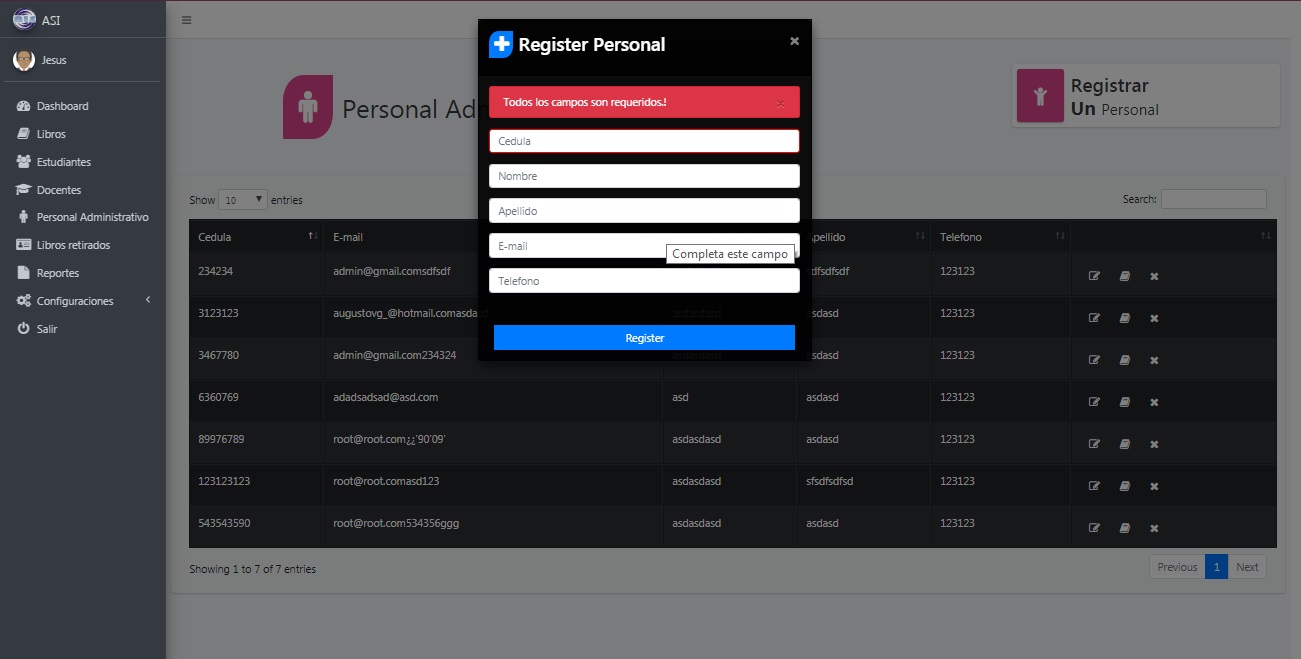 ASI
Jesus
Dashboard
Libros
Estudiantes
Docentes
Personal Administrativo
Libros retirados
Reportes
Configuraciones
Salir
Personal Ad
Registrar
Un Personal
Register Personal
Todos los campos son requeridos.!
Cedula
Nombre
Apellido
E-mail
Completa este campo
Telefono
Register
Show 10 entries
Search:
Cedula E-mail Apellido Telefono
234234 admin@gmail.comsdfsdf sdfsdfsdf 123123
3123123 augustovg_@hotmail.comasdasd asdasdasd asdasd 123123
3467780 admin@gmail.com234324 asdasdasd asdasd 123123
6360769 adadsadsad@asd.com asd asdasd 123123
89976789 root@root.com¿¿'90'09' asdasdasd asdasd 123123
123123123 root@root.comasd123 asdasdasd sfsdfsdfsd 123123
543543590 root@root.com534356ggg asdasdasd asdasd 123123
Showing 1 to 7 of 7 entries
Previous 1 Next